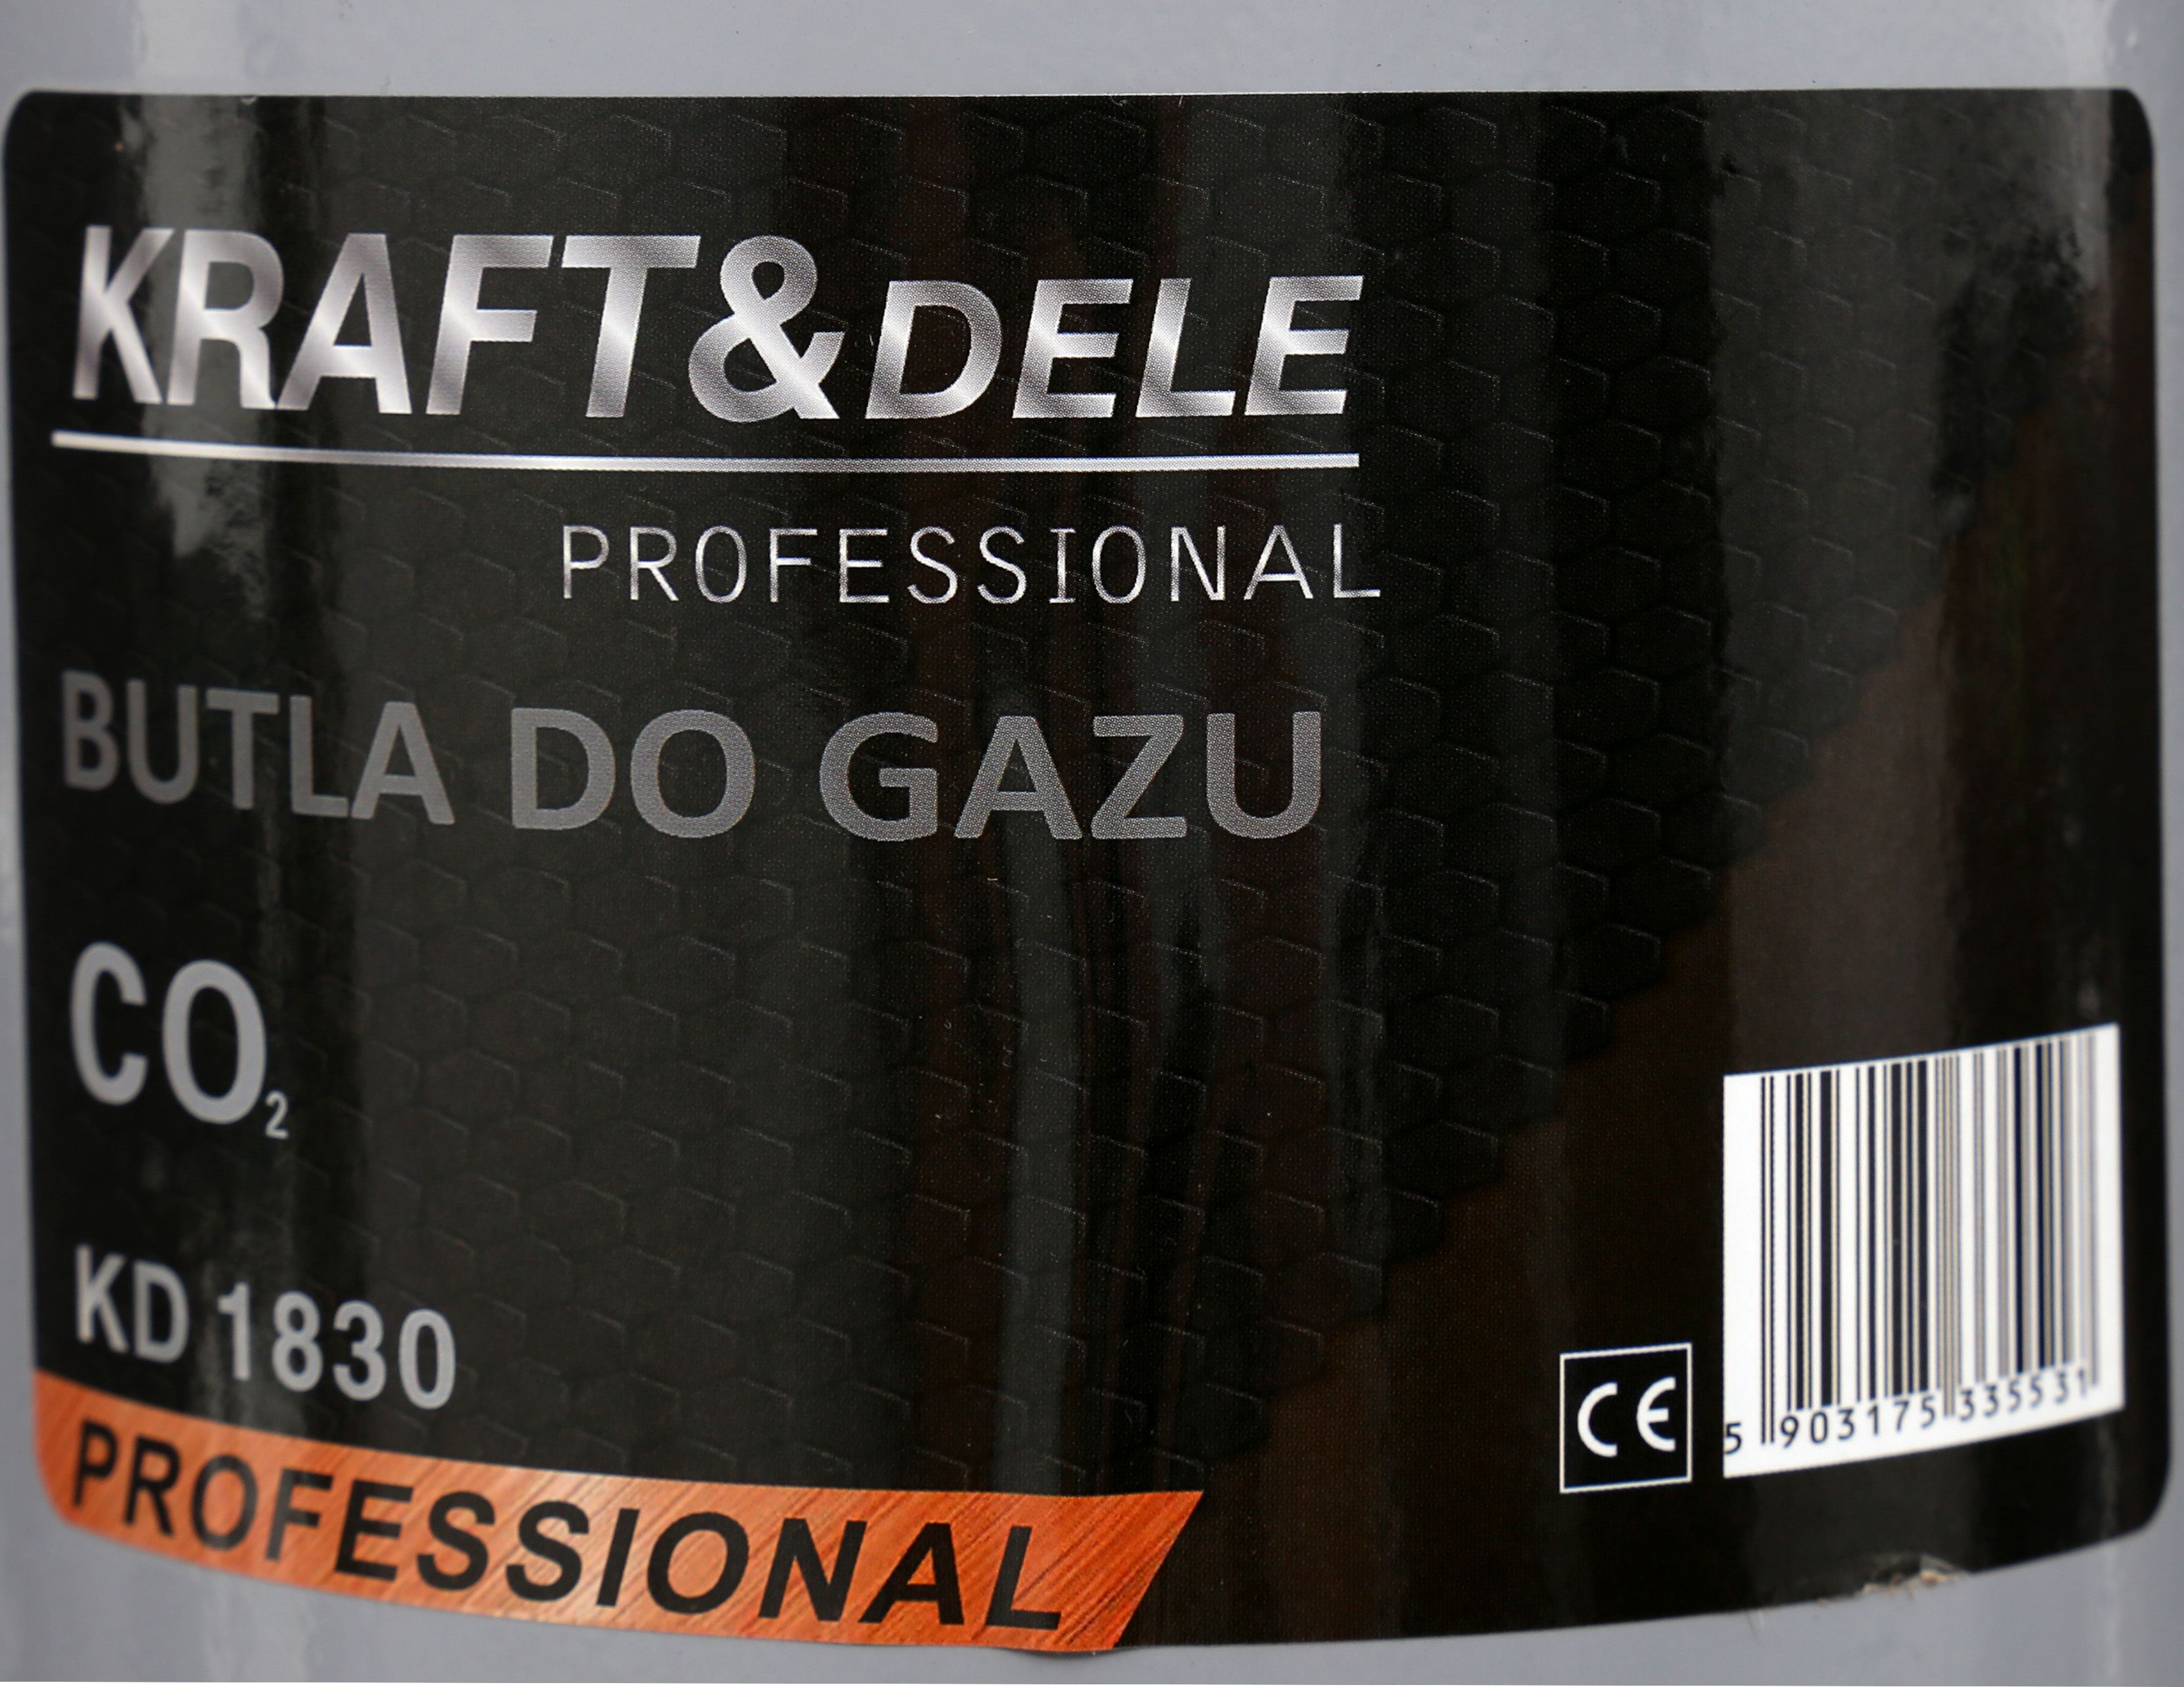 KRAFT&DELE
PROFESSIONAL
BUTLA DO GAZU
CO₂
KD 1830
PROFESSIONAL
CE
5 903175 335531